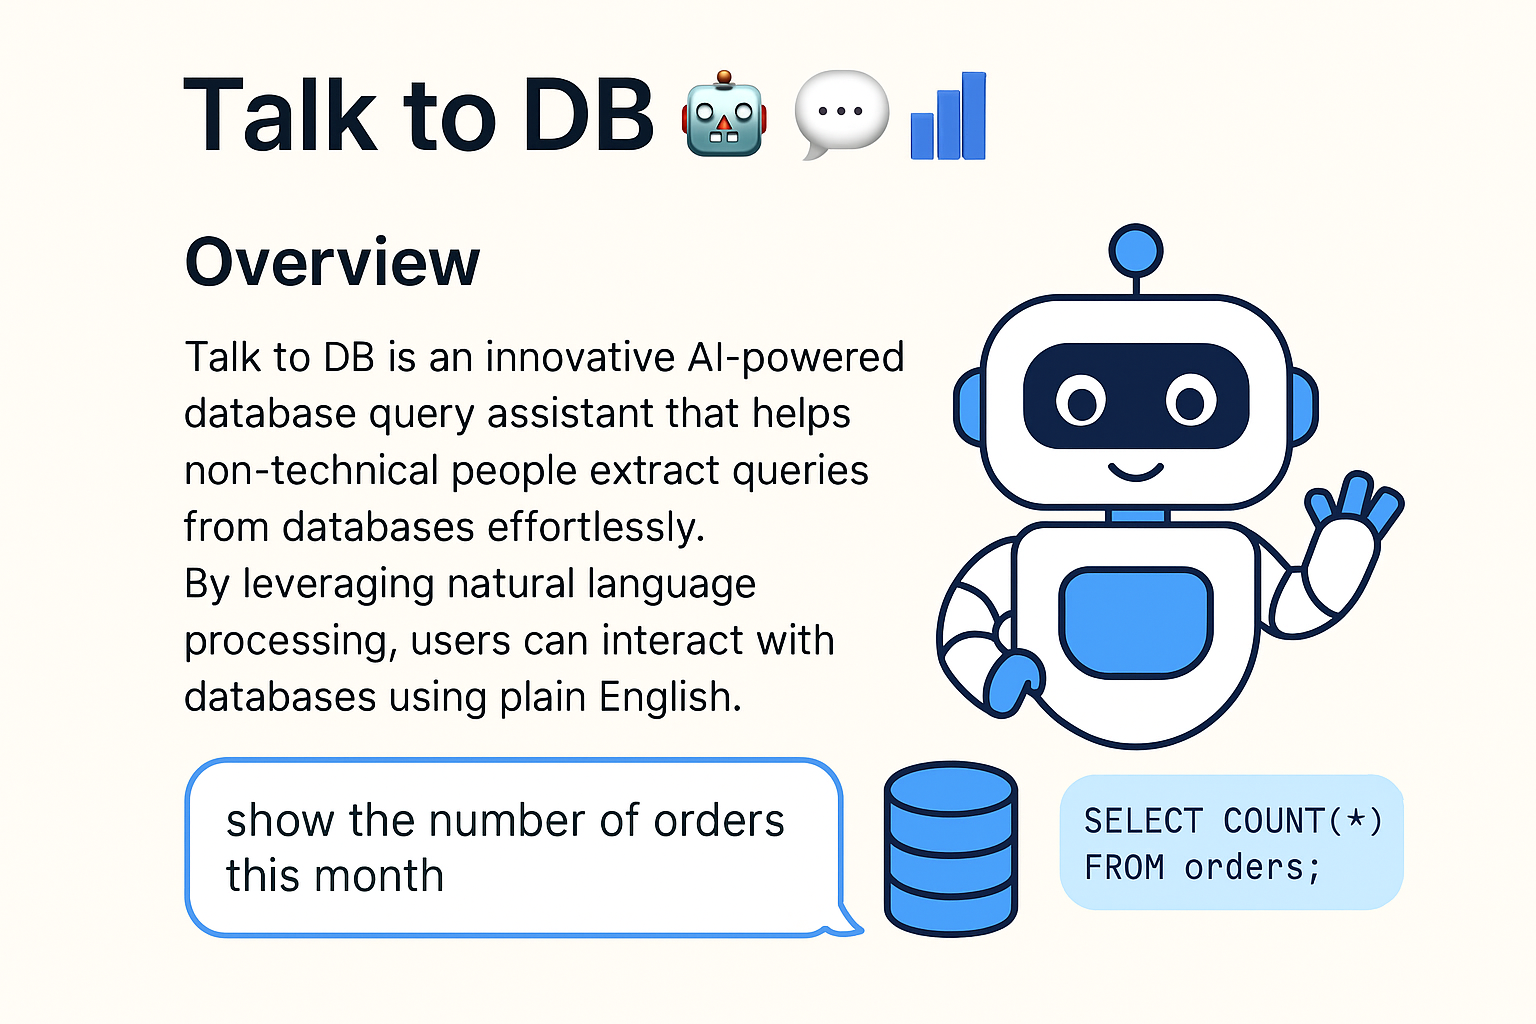 Talk to DB
Overview
Talk to DB is an innovative AI-powered
database query assistant that helps
non-technical people extract queries
from databases effortlessly.
By leveraging natural language
processing, users can interact with
databases using plain English.
show the number of orders
this month
SELECT COUNT(*)
FROM orders;